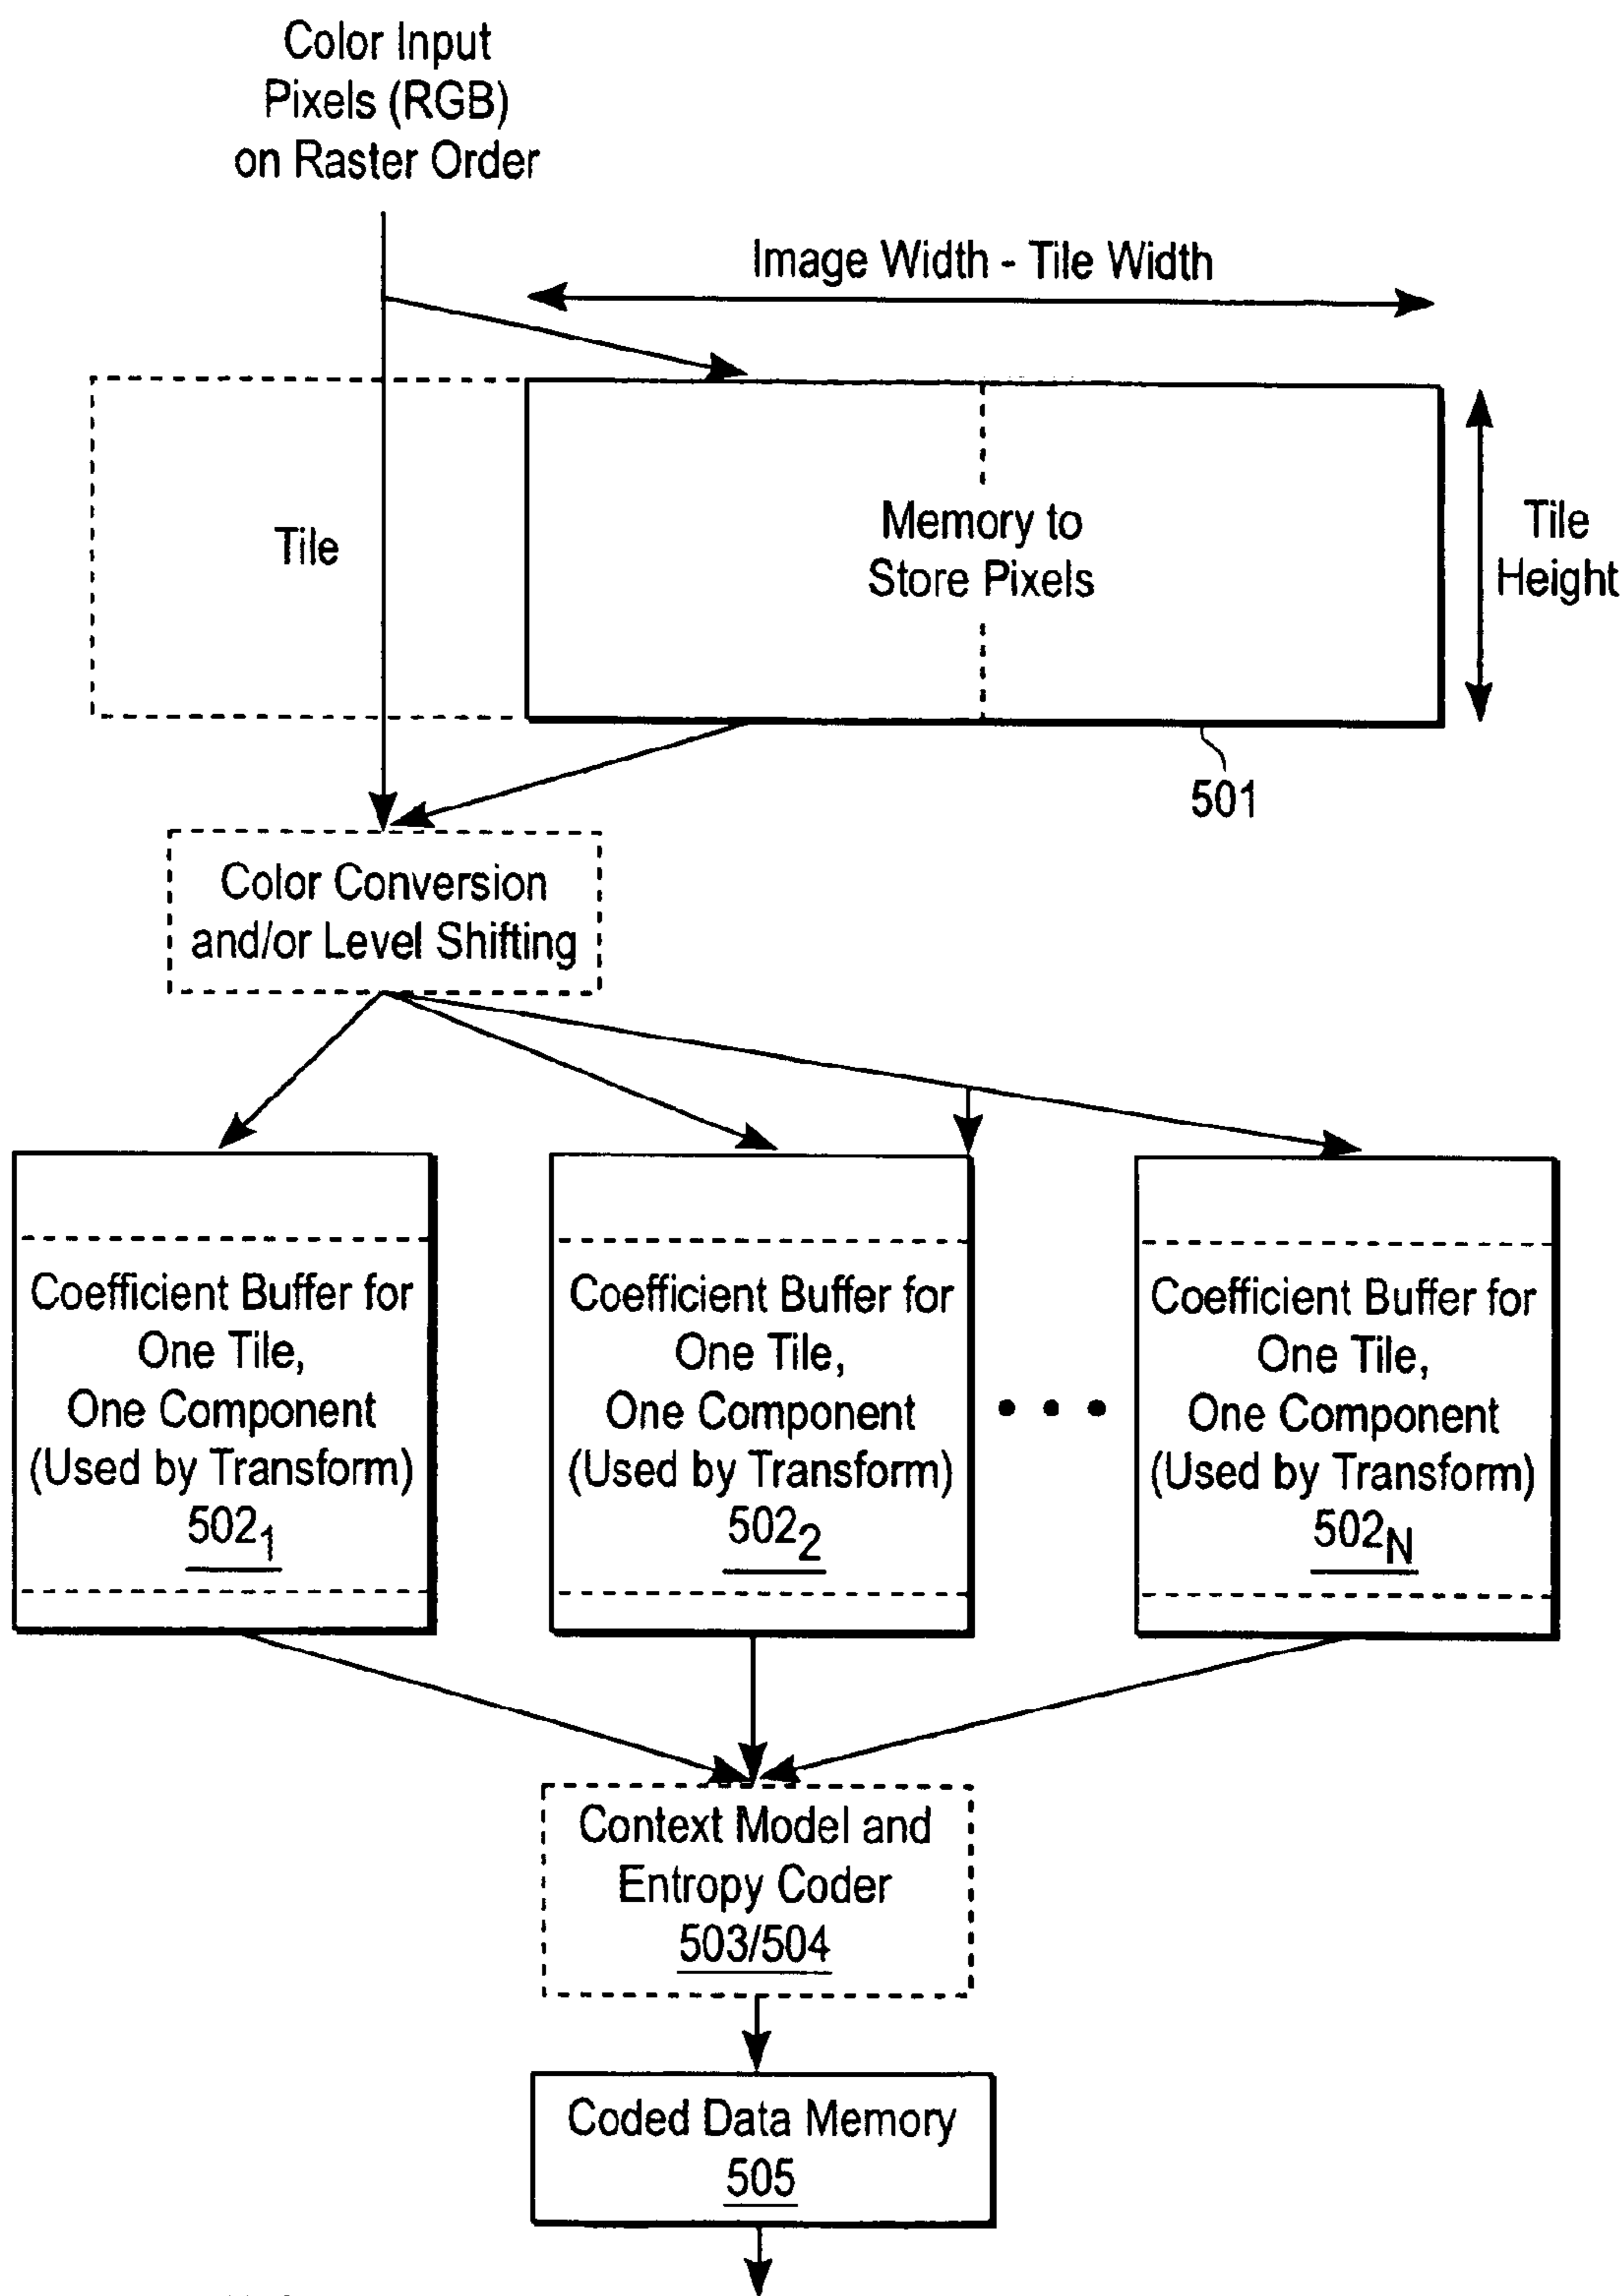 Color Input
Pixels (RGB)
on Raster Order
Image Width - Tile Width
Tile
Memory to
Store Pixels
Tile
Height
501
Color Conversion
and/or Level Shifting
Coefficient Buffer for
One Tile,
One Component
(Used by Transform)
502₁
Coefficient Buffer for
One Tile,
One Component
(Used by Transform)
502₂
• • •
Coefficient Buffer for
One Tile,
One Component
(Used by Transform)
502N
Context Model and
Entropy Coder
503/504
Coded Data Memory
505